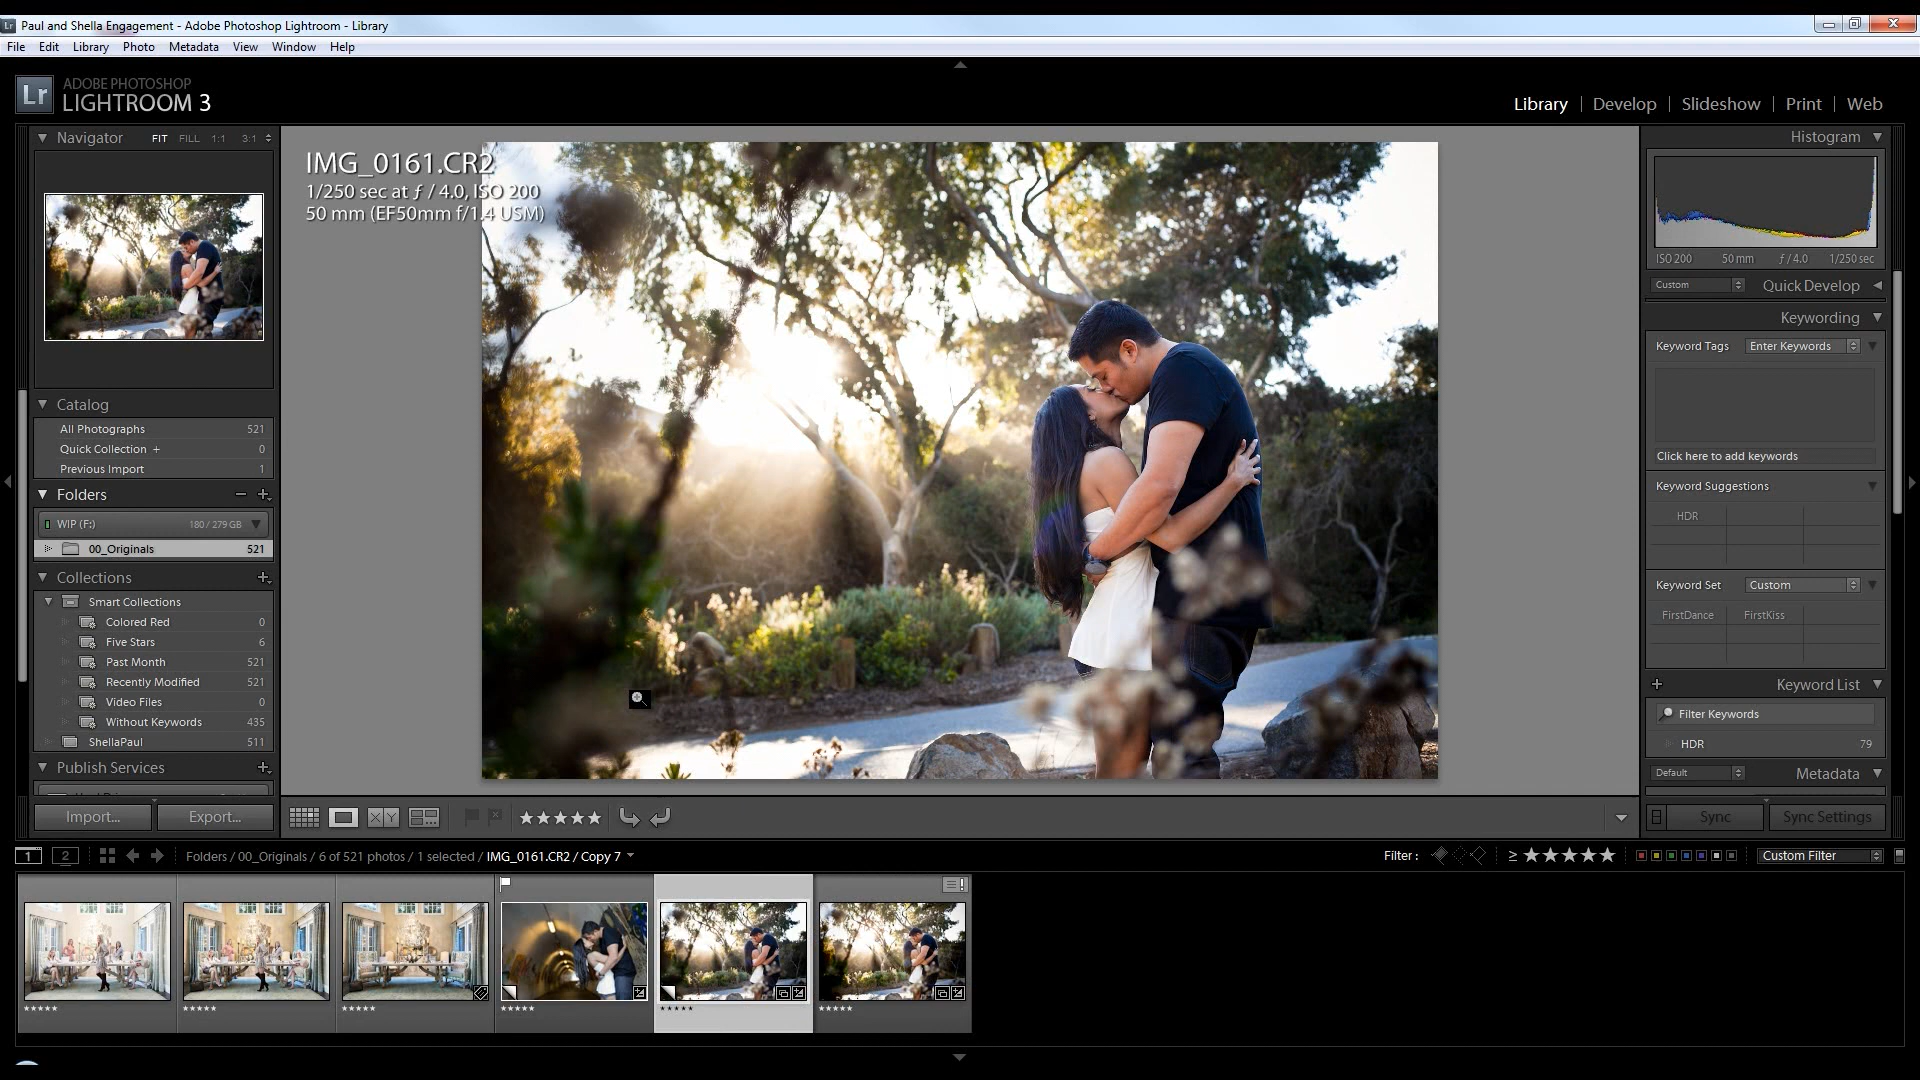 Paul and Shella Engagement - Adobe Photoshop Lightroom - Library
File Edit Library Photo Metadata View Window Help
Lr ADOBE PHOTOSHOP
LIGHTROOM 3
Library Develop Slideshow Print Web
Navigator FIT FILL 1:1 3:1
IMG_0161.CR2
1/250 sec at ƒ / 4.0, ISO 200
50 mm (EF50mm f/1.4 USM)
Catalog
All Photographs 521
Quick Collection + 0
Previous Import 1
Folders
WIP (F:) 180 / 279 GB
00_Originals 521
Collections
Smart Collections
Colored Red 0
Five Stars 6
Past Month 521
Recently Modified 521
Video Files 0
Without Keywords 435
ShellaPaul 511
Publish Services
Import... Export...
Histogram
ISO 200 50 mm ƒ / 4.0 1/250 sec
Custom Quick Develop
Keywording
Keyword Tags Enter Keywords
Click here to add keywords
Keyword Suggestions
HDR
Keyword Set Custom
FirstDance FirstKiss
Keyword List
Filter Keywords
HDR 79
Default Metadata
Sync Sync Settings
X Y
1 2 Folders / 00_Originals / 6 of 521 photos / 1 selected / IMG_0161.CR2 / Copy 7
Filter : ≥ ★★★★★ Custom Filter